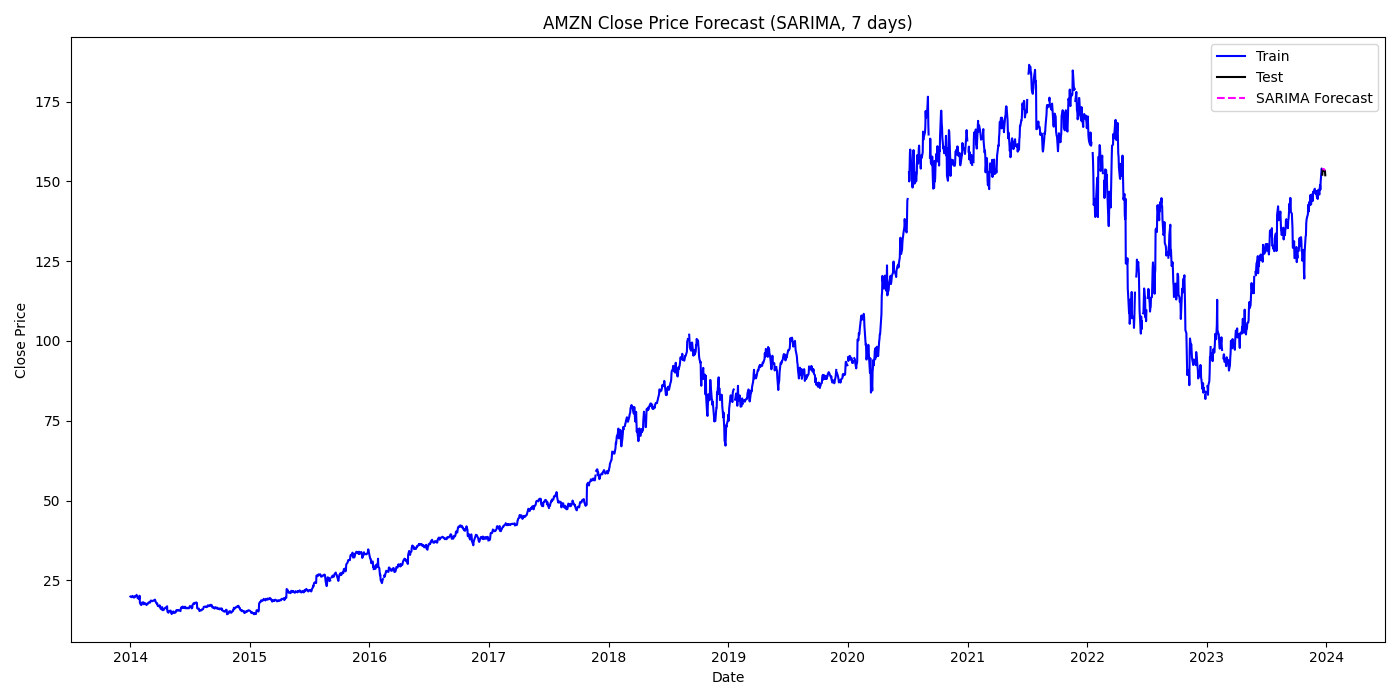 AMZN Close Price Forecast (SARIMA, 7 days)
Train
Test
SARIMA Forecast
Close Price
175
150
125
100
75
50
25
2014 2015 2016 2017 2018 2019 2020 2021 2022 2023 2024
Date